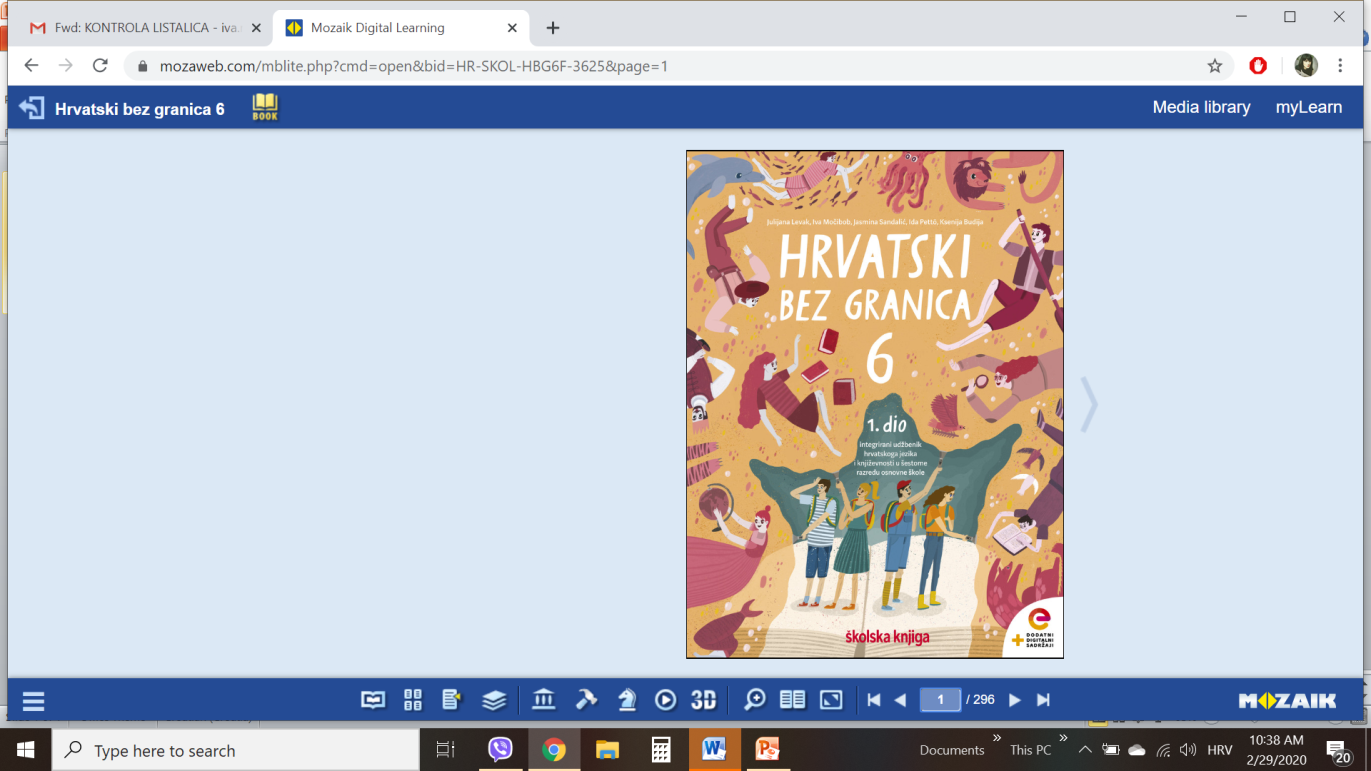 Fwd: KONTROLA LISTALICA - iva.
Mozaik Digital Learning
mozaweb.com/mblite.php?cmd=open&bid=HR-SKOL-HBG6F-3625&page=1
Hrvatski bez granica 6
BOOK
Media library
myLearn
Julijana Levak, Iva Močibob, Jasmina Sandalić, Ida Pettö, Ksenija Budija
HRVATSKI
BEZ GRANICA
6
1. dio
integrirani udžbenik
hrvatskoga jezika
i književnosti u šestome
razredu osnovne škole
školska knjiga
e
+ DODATNI
DIGITALNI
SADRŽAJI
3D
1 / 296
MOZAIK
Type here to search
Documents
This PC
HRV
10:38 AM
2/29/2020
20